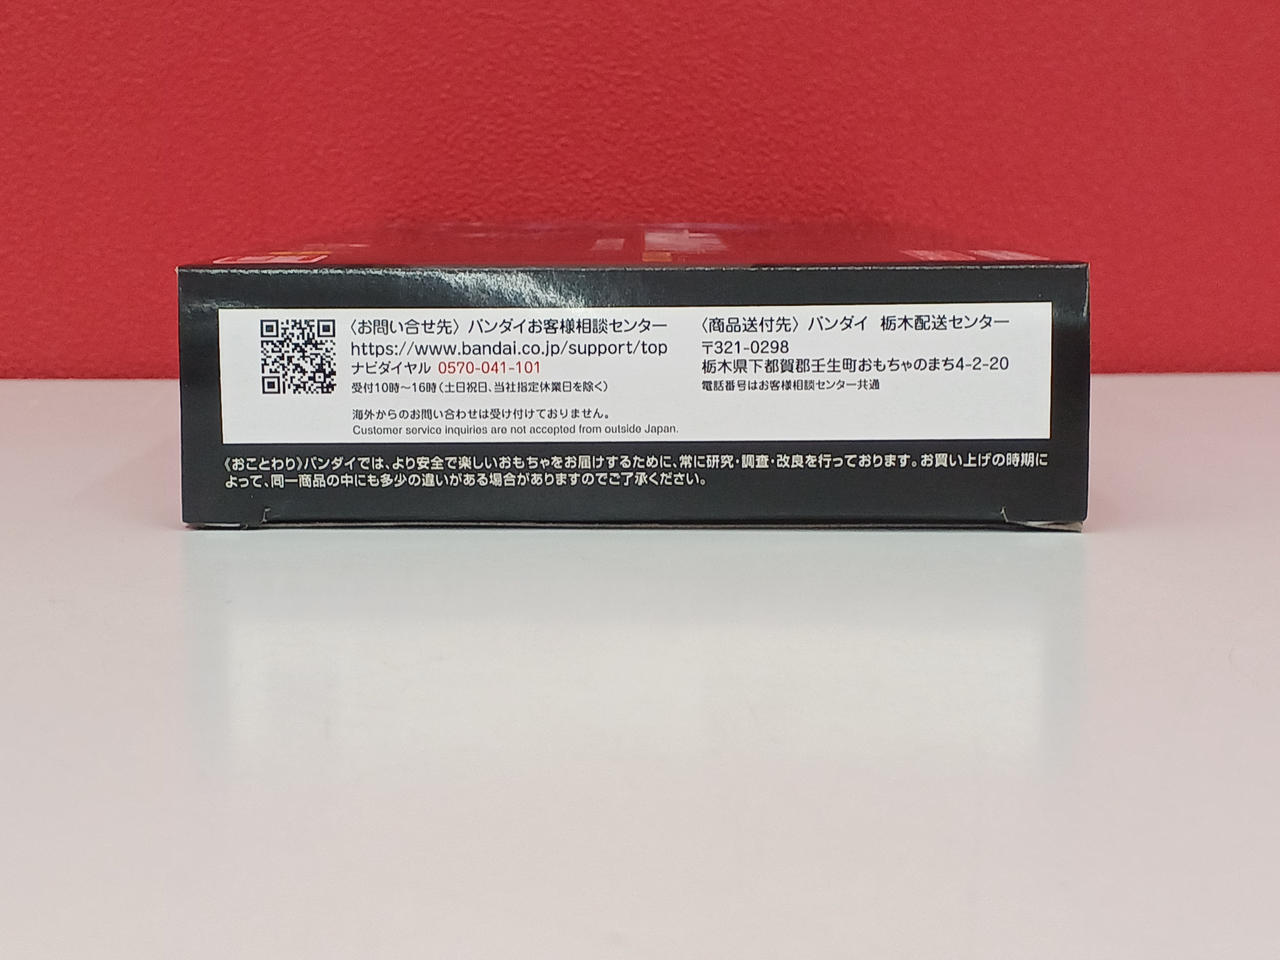 〈お問い合せ先〉バンダイお客様相談センター
https://www.bandai.co.jp/support/top
ナビダイヤル 0570-041-101
受付10時～16時（土日祝日、当社指定休業日を除く）
海外からのお問い合わせは受け付けておりません。
Customer service inquiries are not accepted from outside Japan.
〈商品送付先〉バンダイ 栃木配送センター
〒321-0298
栃木県下都賀郡壬生町おもちゃのまち4-2-20
電話番号はお客様相談センター共通
《おことわり》バンダイでは、より安全で楽しいおもちゃをお届けするために、常に研究・調査・改良を行っております。お買い上げの時期に
よって、同一商品の中にも多少の違いがある場合がありますのでご了承ください。